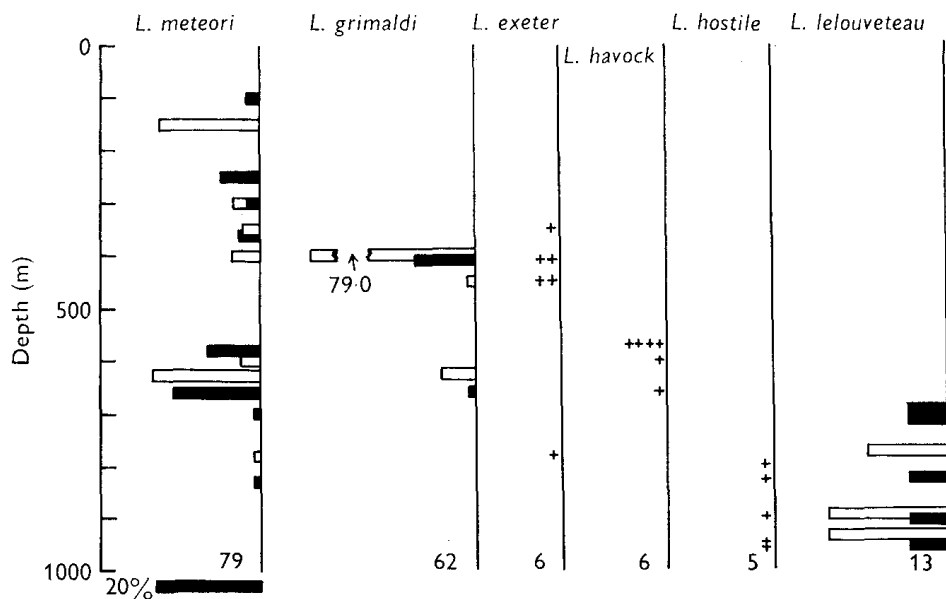 L. meteori L. grimaldi L. exeter L. hostile L. lelouveteau
L. havock
0
79·0
500
Depth (m)
79 62 6 6 5 13
1000
20%